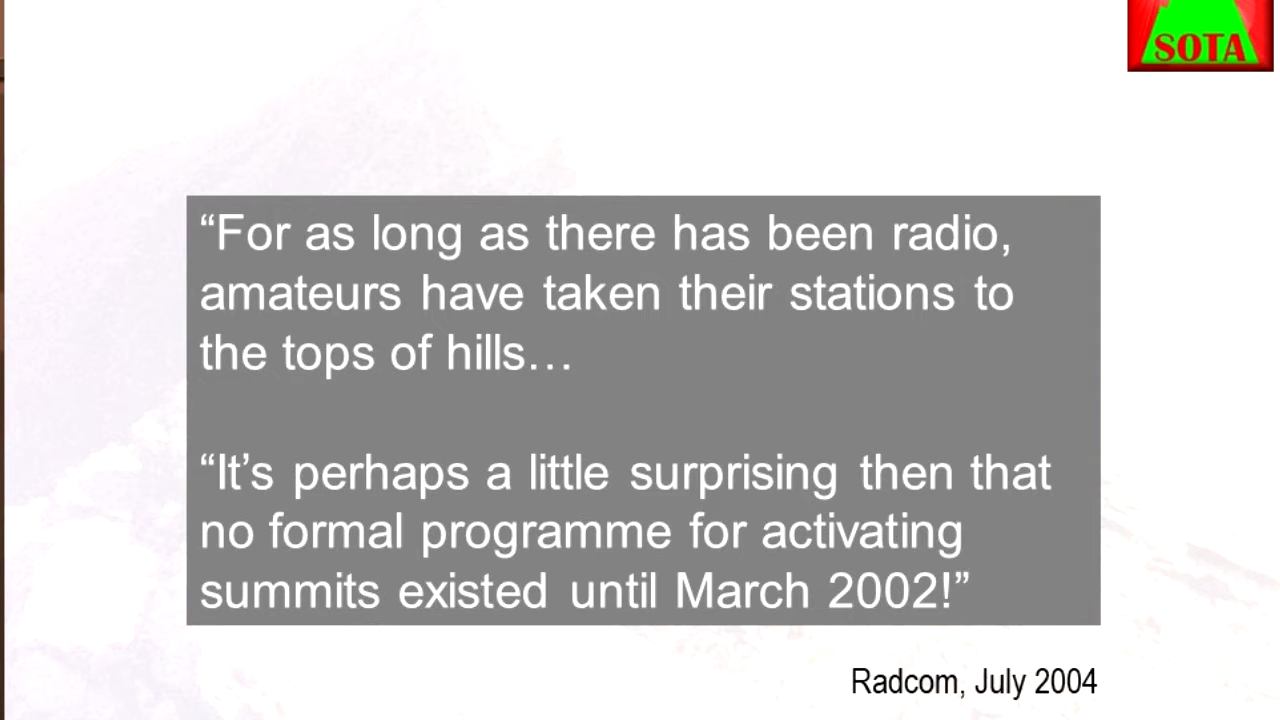 SOTA
“For as long as there has been radio,
amateurs have taken their stations to
the tops of hills…
“It’s perhaps a little surprising then that
no formal programme for activating
summits existed until March 2002!”
Radcom, July 2004